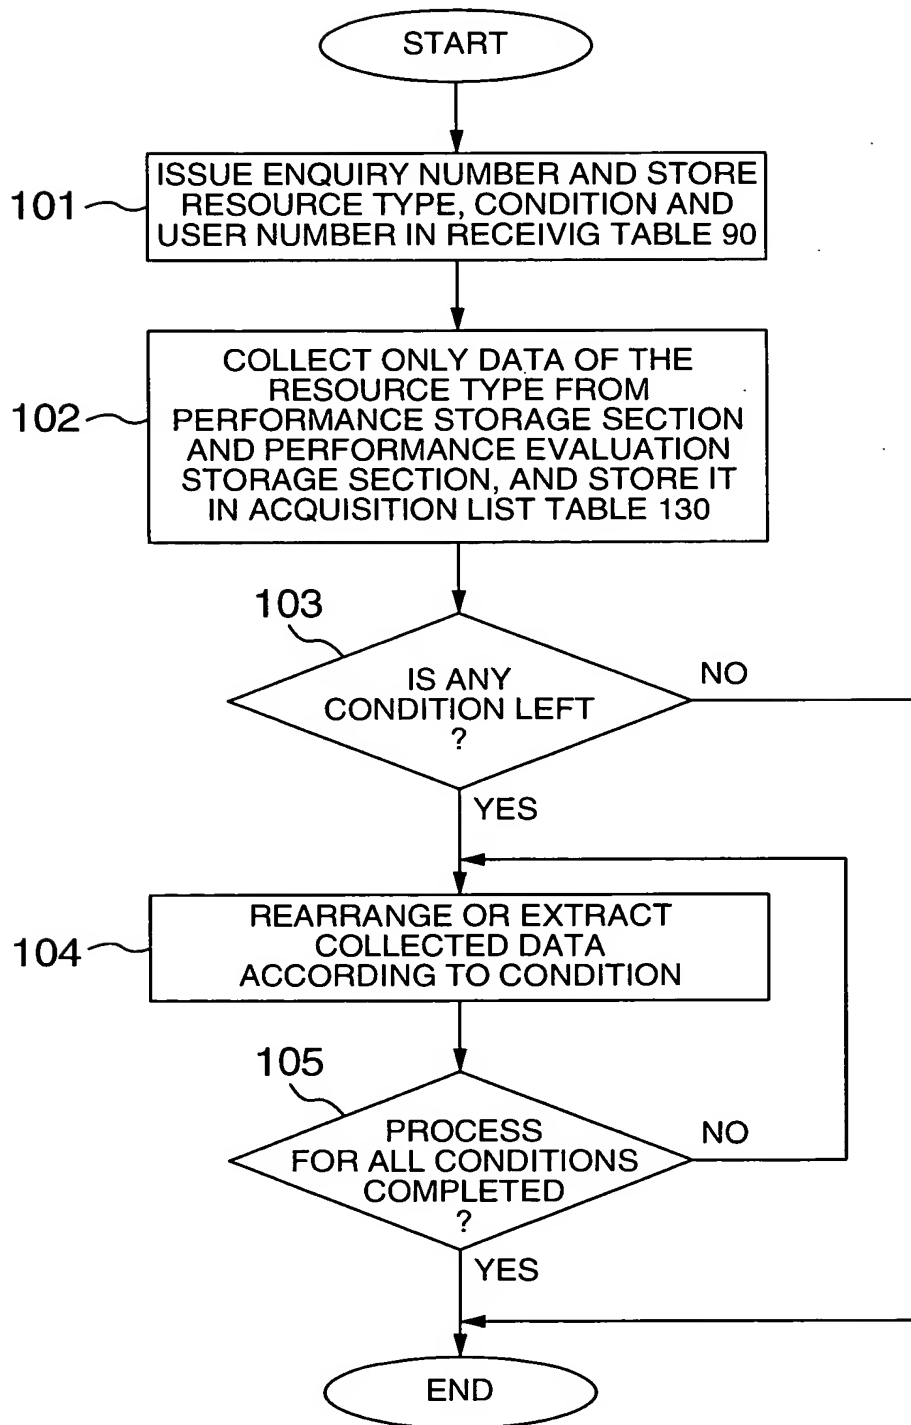 START
101
ISSUE ENQUIRY NUMBER AND STORE
RESOURCE TYPE, CONDITION AND
USER NUMBER IN RECEIVIG TABLE 90
102
COLLECT ONLY DATA OF THE
RESOURCE TYPE FROM
PERFORMANCE STORAGE SECTION
AND PERFORMANCE EVALUATION
STORAGE SECTION, AND STORE IT
IN ACQUISITION LIST TABLE 130
103
IS ANY
CONDITION LEFT
?
NO
YES
104
REARRANGE OR EXTRACT
COLLECTED DATA
ACCORDING TO CONDITION
105
PROCESS
FOR ALL CONDITIONS
COMPLETED
?
NO
YES
END